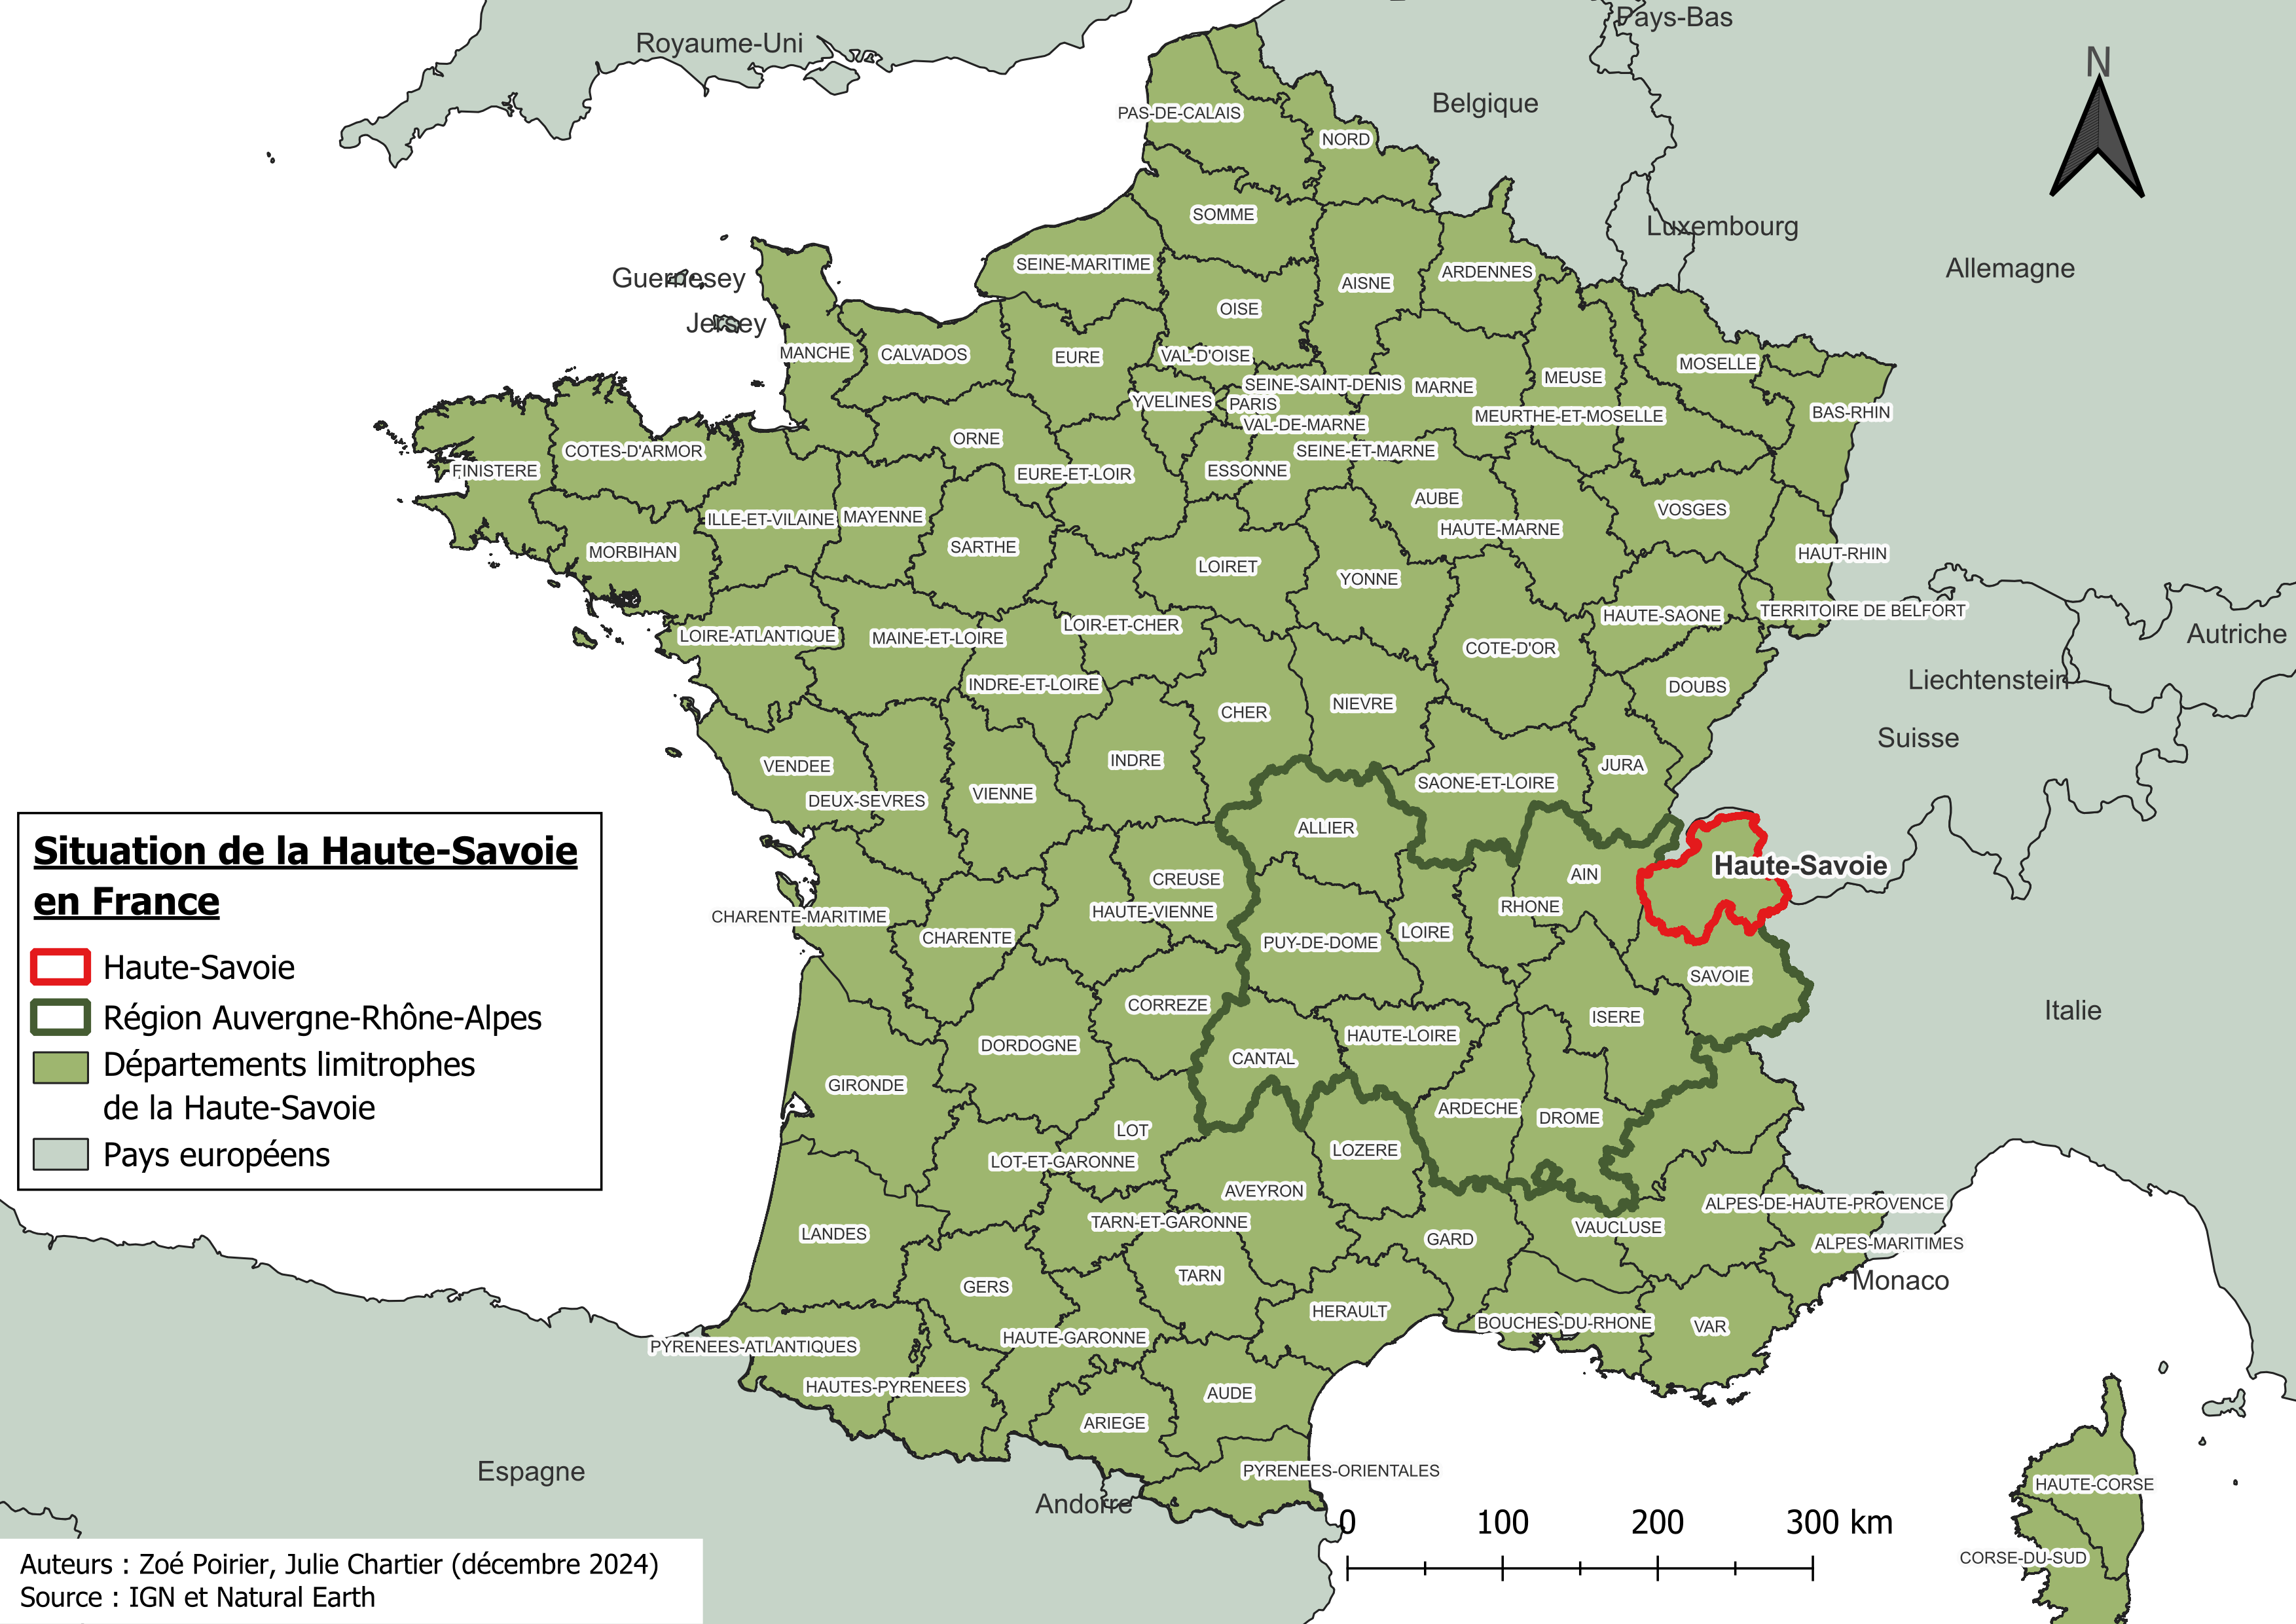 Pays-Bas
Royaume-Uni
N
Belgique
PAS-DE-CALAIS
NORD
SOMME
Luxembourg
SEINE-MARITIME
Allemagne
ARDENNES
Guernesey
AISNE
OISE
Jersey
MANCHE
CALVADOS
EURE
VAL-D'OISE
MOSELLE
MEUSE
SEINE-SAINT-DENIS
MARNE
YVELINES
PARIS
BAS-RHIN
MEURTHE-ET-MOSELLE
VAL-DE-MARNE
ORNE
COTES-D'ARMOR
SEINE-ET-MARNE
FINISTERE
ESSONNE
EURE-ET-LOIR
AUBE
VOSGES
ILLE-ET-VILAINE
MAYENNE
HAUTE-MARNE
SARTHE
MORBIHAN
HAUT-RHIN
LOIRET
YONNE
TERRITOIRE DE BELFORT
HAUTE-SAONE
LOIR-ET-CHER
Autriche
LOIRE-ATLANTIQUE
MAINE-ET-LOIRE
COTE-D'OR
Liechtenstein
INDRE-ET-LOIRE
DOUBS
NIEVRE
CHER
Suisse
INDRE
VENDEE
JURA
SAONE-ET-LOIRE
VIENNE
DEUX-SEVRES
ALLIER
Situation de la Haute-Savoie
en France
Haute-Savoie
AIN
CREUSE
RHONE
HAUTE-VIENNE
CHARENTE-MARITIME
LOIRE
CHARENTE
PUY-DE-DOME
Haute-Savoie
SAVOIE
CORREZE
Italie
Région Auvergne-Rhône-Alpes
ISERE
HAUTE-LOIRE
DORDOGNE
CANTAL
Départements limitrophes
de la Haute-Savoie
GIRONDE
ARDECHE
DROME
LOT
LOZERE
Pays européens
LOT-ET-GARONNE
AVEYRON
ALPES-DE-HAUTE-PROVENCE
TARN-ET-GARONNE
VAUCLUSE
LANDES
GARD
ALPES-MARITIMES
TARN
Monaco
GERS
HERAULT
BOUCHES-DU-RHONE
VAR
HAUTE-GARONNE
PYRENEES-ATLANTIQUES
HAUTES-PYRENEES
AUDE
ARIEGE
Espagne
PYRENEES-ORIENTALES
HAUTE-CORSE
Andorre
0 100 200 300 km
CORSE-DU-SUD
Auteurs : Zoé Poirier, Julie Chartier (décembre 2024)
Source : IGN et Natural Earth